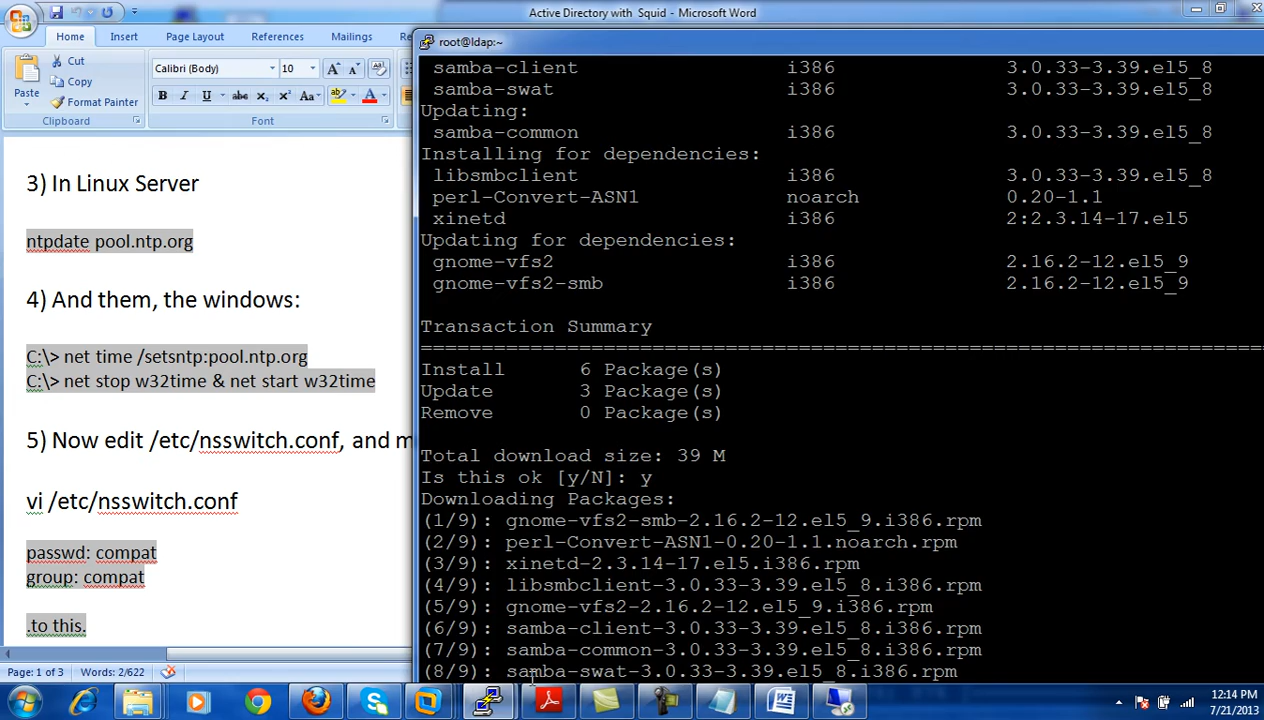 Active Directory with Squid - Microsoft Word
Home Insert Page Layout References Mailings Re
Paste
Cut
Copy
Format Painter
Clipboard
Calibri (Body) 10
Font
3) In Linux Server
ntpdate pool.ntp.org
4) And them, the windows:
C:\> net time /setsntp:pool.ntp.org
C:\> net stop w32time & net start w32time
5) Now edit /etc/nsswitch.conf, and m
vi /etc/nsswitch.conf
passwd: compat
group: compat
.to this.
Page: 1 of 3 Words: 2/622
root@ldap:~
samba-client i386 3.0.33-3.39.el5_8
samba-swat i386 3.0.33-3.39.el5_8
Updating:
samba-common i386 3.0.33-3.39.el5_8
Installing for dependencies:
libsmbclient i386 3.0.33-3.39.el5_8
perl-Convert-ASN1 noarch 0.20-1.1
xinetd i386 2:2.3.14-17.el5
Updating for dependencies:
gnome-vfs2 i386 2.16.2-12.el5_9
gnome-vfs2-smb i386 2.16.2-12.el5_9
Transaction Summary
================================================================================
Install 6 Package(s)
Update 3 Package(s)
Remove 0 Package(s)
Total download size: 39 M
Is this ok [y/N]: y
Downloading Packages:
(1/9): gnome-vfs2-smb-2.16.2-12.el5_9.i386.rpm
(2/9): perl-Convert-ASN1-0.20-1.1.noarch.rpm
(3/9): xinetd-2.3.14-17.el5.i386.rpm
(4/9): libsmbclient-3.0.33-3.39.el5_8.i386.rpm
(5/9): gnome-vfs2-2.16.2-12.el5_9.i386.rpm
(6/9): samba-client-3.0.33-3.39.el5_8.i386.rpm
(7/9): samba-common-3.0.33-3.39.el5_8.i386.rpm
(8/9): samba-swat-3.0.33-3.39.el5_8.i386.rpm
12:14 PM
7/21/2013